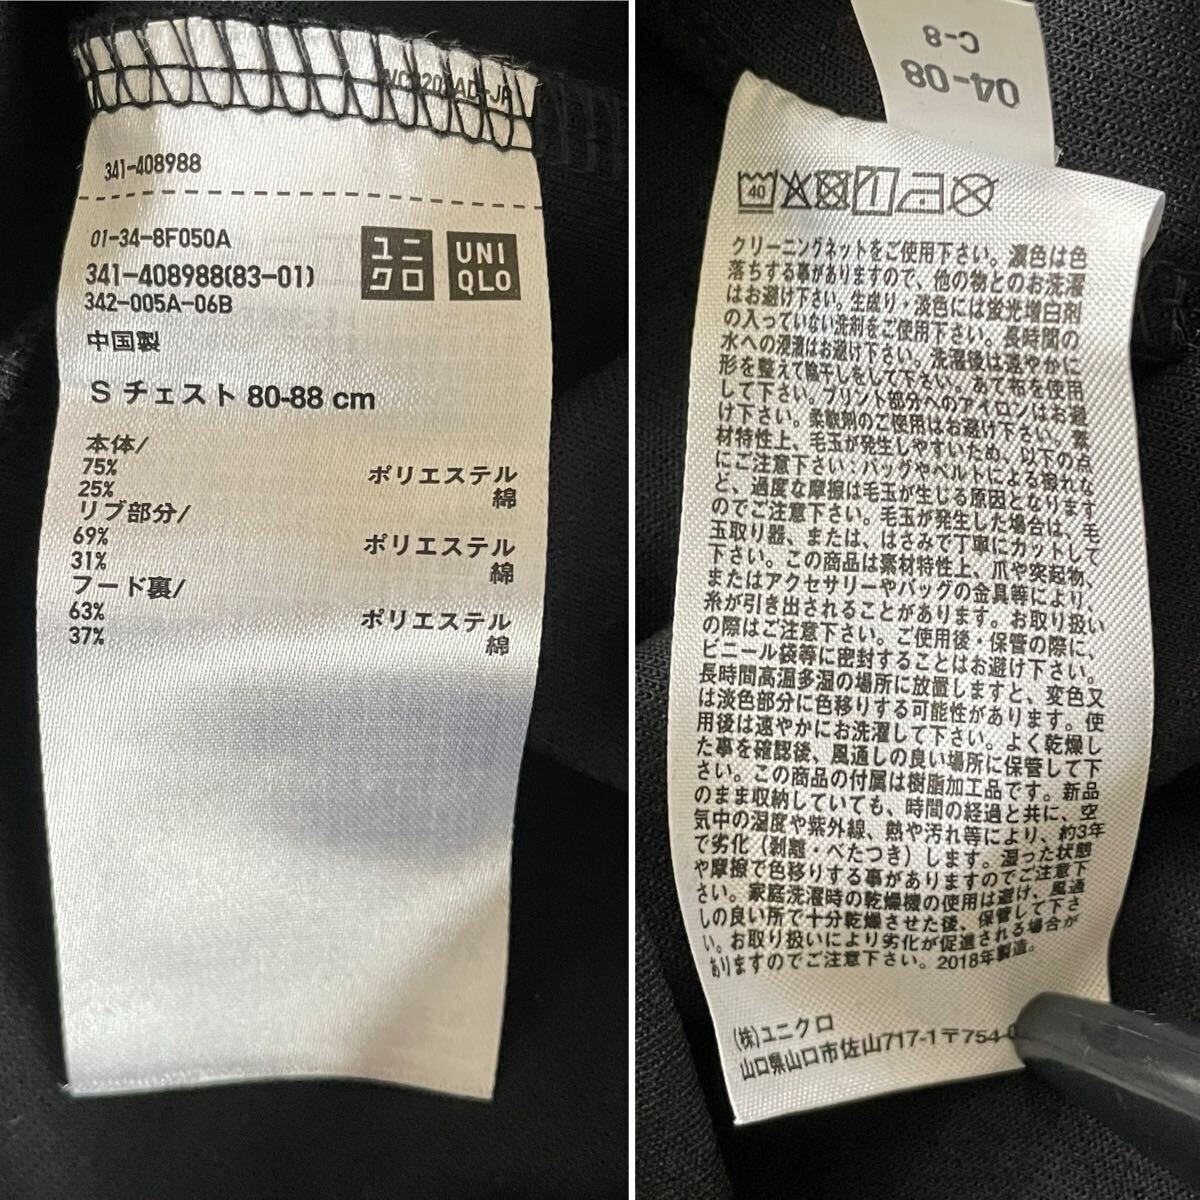 341-408988
01-34-8F050A
341-408988(83-01)
342-005A-06B
ユニ
クロ
UNI
QLO
中国製
S チェスト 80-88 cm
本体/
75% ポリエステル
25% 綿
リブ部分/
69% ポリエステル
31% 綿
フード裏/
63% ポリエステル
37% 綿
04-08
C-8
40
クリーニングネットをご使用下さい。濃色は色
落ちする事がありますので、他の物とのお洗濯
はお避け下さい。生成り・淡色には蛍光増白剤
の入っていない洗剤をご使用下さい。長時間の
水への浸漬はお避け下さい。洗濯後は速やかに
形を整えて陰干しをして下さい。あて布を使用
して下さい。プリント部分へのアイロンはお避
け下さい。柔軟剤のご使用はお避け下さい。素
材特性上、毛玉が発生しやすいため、以下の点
にご注意下さい：バッグやベルトによる擦れな
ど、過度な摩擦は毛玉が生じる原因となります
のでご注意下さい。毛玉が発生した場合は、毛
玉取り器、または、はさみで丁寧にカットして
下さい。この商品は素材特性上、爪や突起物、
またはアクセサリーやバッグの金具等により、
糸が引き出されることがあります。お取り扱い
の際はご注意下さい。ご使用後・保管の際に、
ビニール袋等に密封することはお避け下さい。
長時間高温多湿の場所に放置しますと、変色又
は淡色部分に色移りする可能性があります。使
用後は速やかにお洗濯して下さい。よく乾燥し
た事を確認後、風通しの良い場所に保管して下
さい。この商品の付属は樹脂加工品です。新品
のまま収納していても、時間の経過と共に、空
気中の湿度や紫外線、熱や汚れ等により、約3年
で劣化（剥離・べたつき）します。湿った状態
や摩擦で色移りする事がありますのでご注意下
さい。家庭洗濯時の乾燥機の使用は避け、風通
しの良い所で十分乾燥させた後、保管して下さ
い。お取り扱いにより劣化が促進される場合が
ありますのでご注意下さい。2018年製造。
(株)ユニクロ
山口県山口市佐山717-1〒754-0